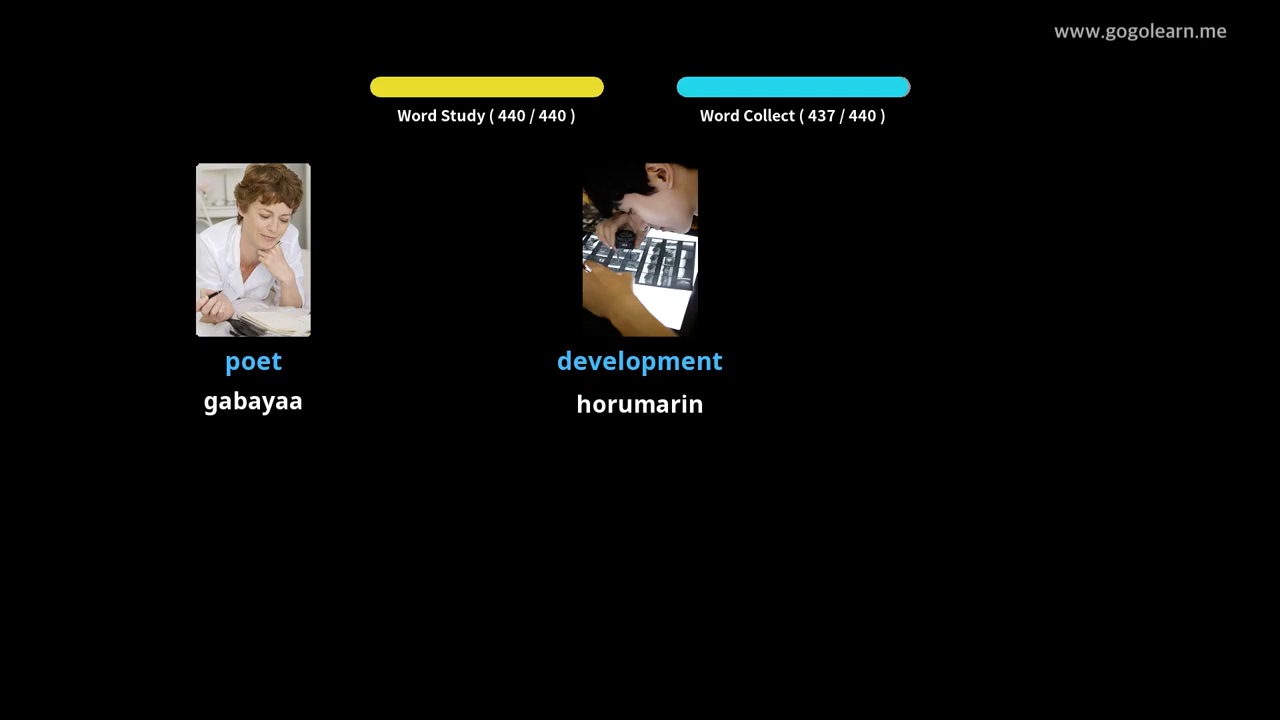 www.gogolearn.me
Word Study ( 440 / 440 )
Word Collect ( 437 / 440 )
poet
gabayaa
development
horumarin